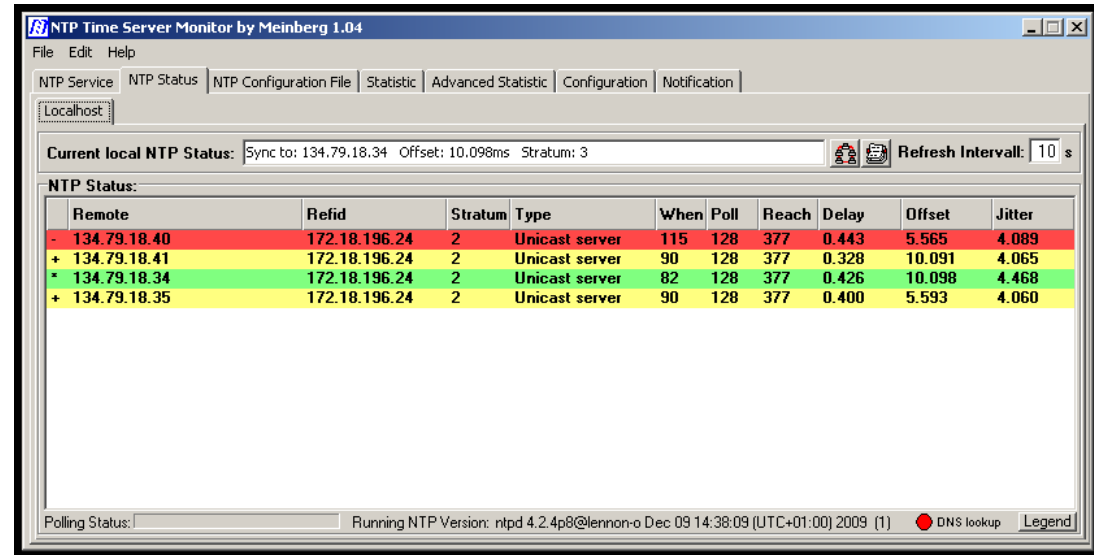 NTP Time Server Monitor by Meinberg 1.04
File Edit Help
NTP Service NTP Status NTP Configuration File Statistic Advanced Statistic Configuration Notification
Localhost
Current local NTP Status: Sync to: 134.79.18.34 Offset: 10.098ms Stratum: 3 Refresh Intervall: 10 s
NTP Status:
Remote Refid Stratum Type When Poll Reach Delay Offset Jitter
- 134.79.18.40 172.18.196.24 2 Unicast server 115 128 377 0.443 5.565 4.089
+ 134.79.18.41 172.18.196.24 2 Unicast server 90 128 377 0.328 10.091 4.065
* 134.79.18.34 172.18.196.24 2 Unicast server 82 128 377 0.426 10.098 4.468
+ 134.79.18.35 172.18.196.24 2 Unicast server 90 128 377 0.400 5.593 4.060
Polling Status: Running NTP Version: ntpd 4.2.4p8@lennon-o Dec 09 14:38:09 (UTC+01:00) 2009 (1) DNS lookup Legend